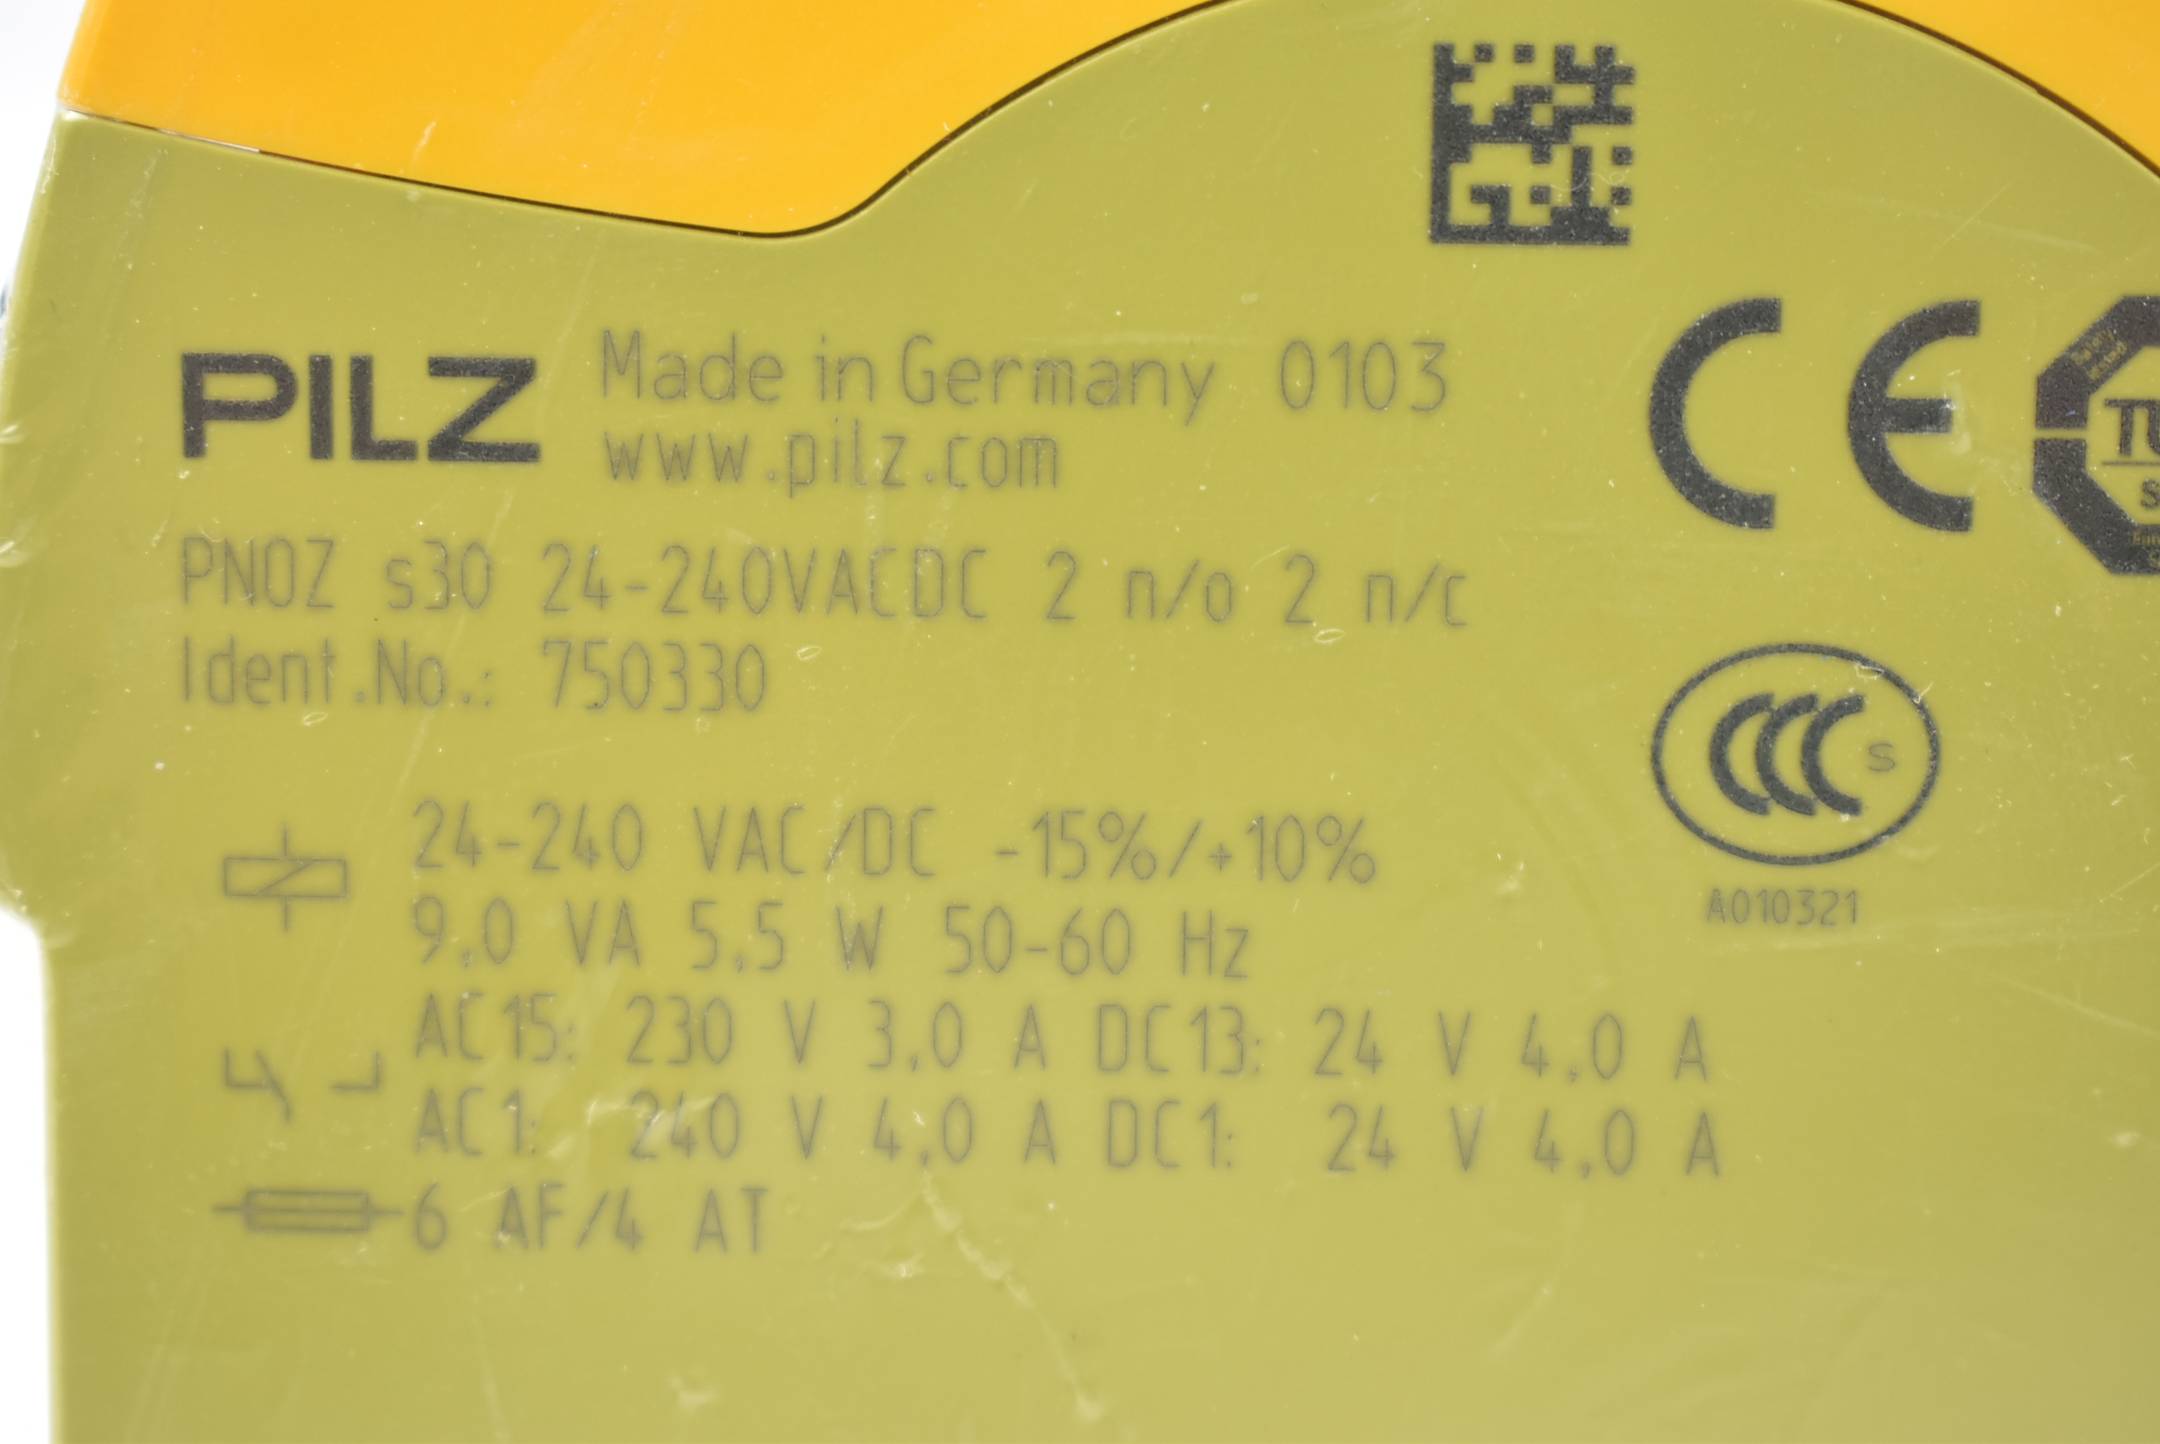 PILZ Made in Germany 0103
www.pilz.com
PNOZ s30 24-240VACDC 2 n/o 2 n/c
Ident.No.: 750330
24-240 VAC/DC -15%/+10%
9,0 VA 5,5 W 50-60 Hz
AC15: 230 V 3,0 A DC13: 24 V 4,0 A
AC1: 240 V 4,0 A DC1: 24 V 4,0 A
6 AF/4 AT
CE
CCC S
A010321